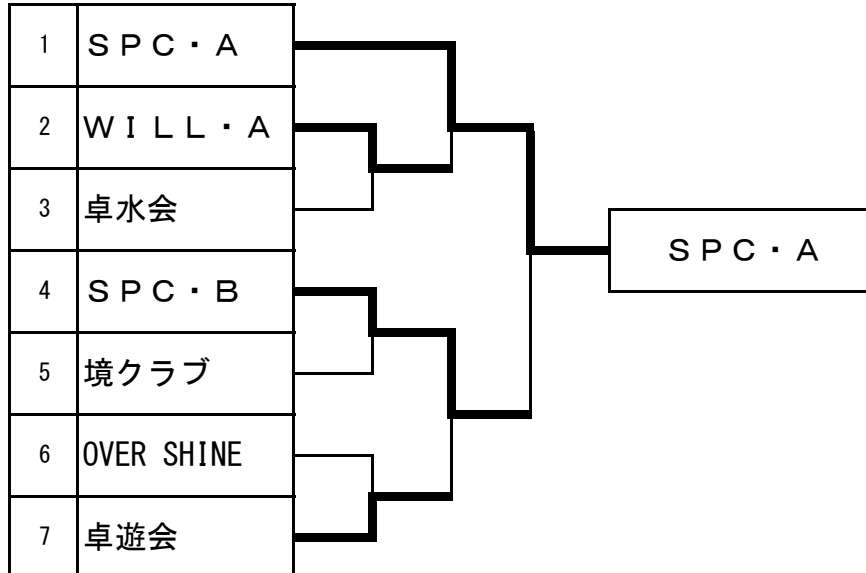 1 ＳＰＣ・Ａ
2 ＷＩＬＬ・Ａ
3 卓水会
4 ＳＰＣ・Ｂ
5 境クラブ
6 OVER SHINE
7 卓遊会
ＳＰＣ・Ａ